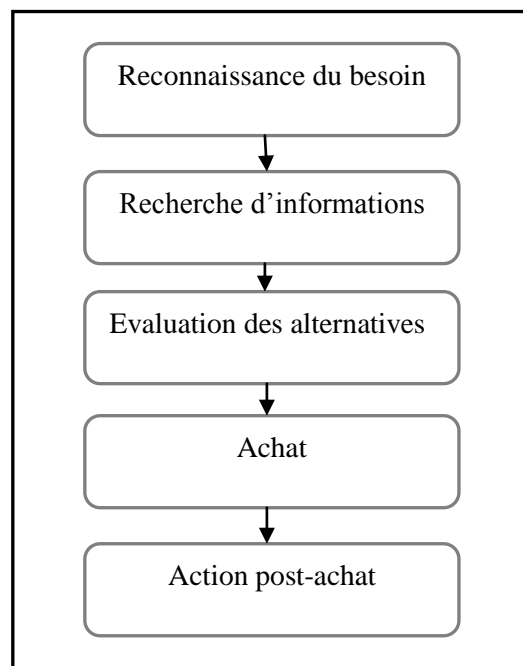 Reconnaissance du besoin
Recherche d’informations
Evaluation des alternatives
Achat
Action post-achat